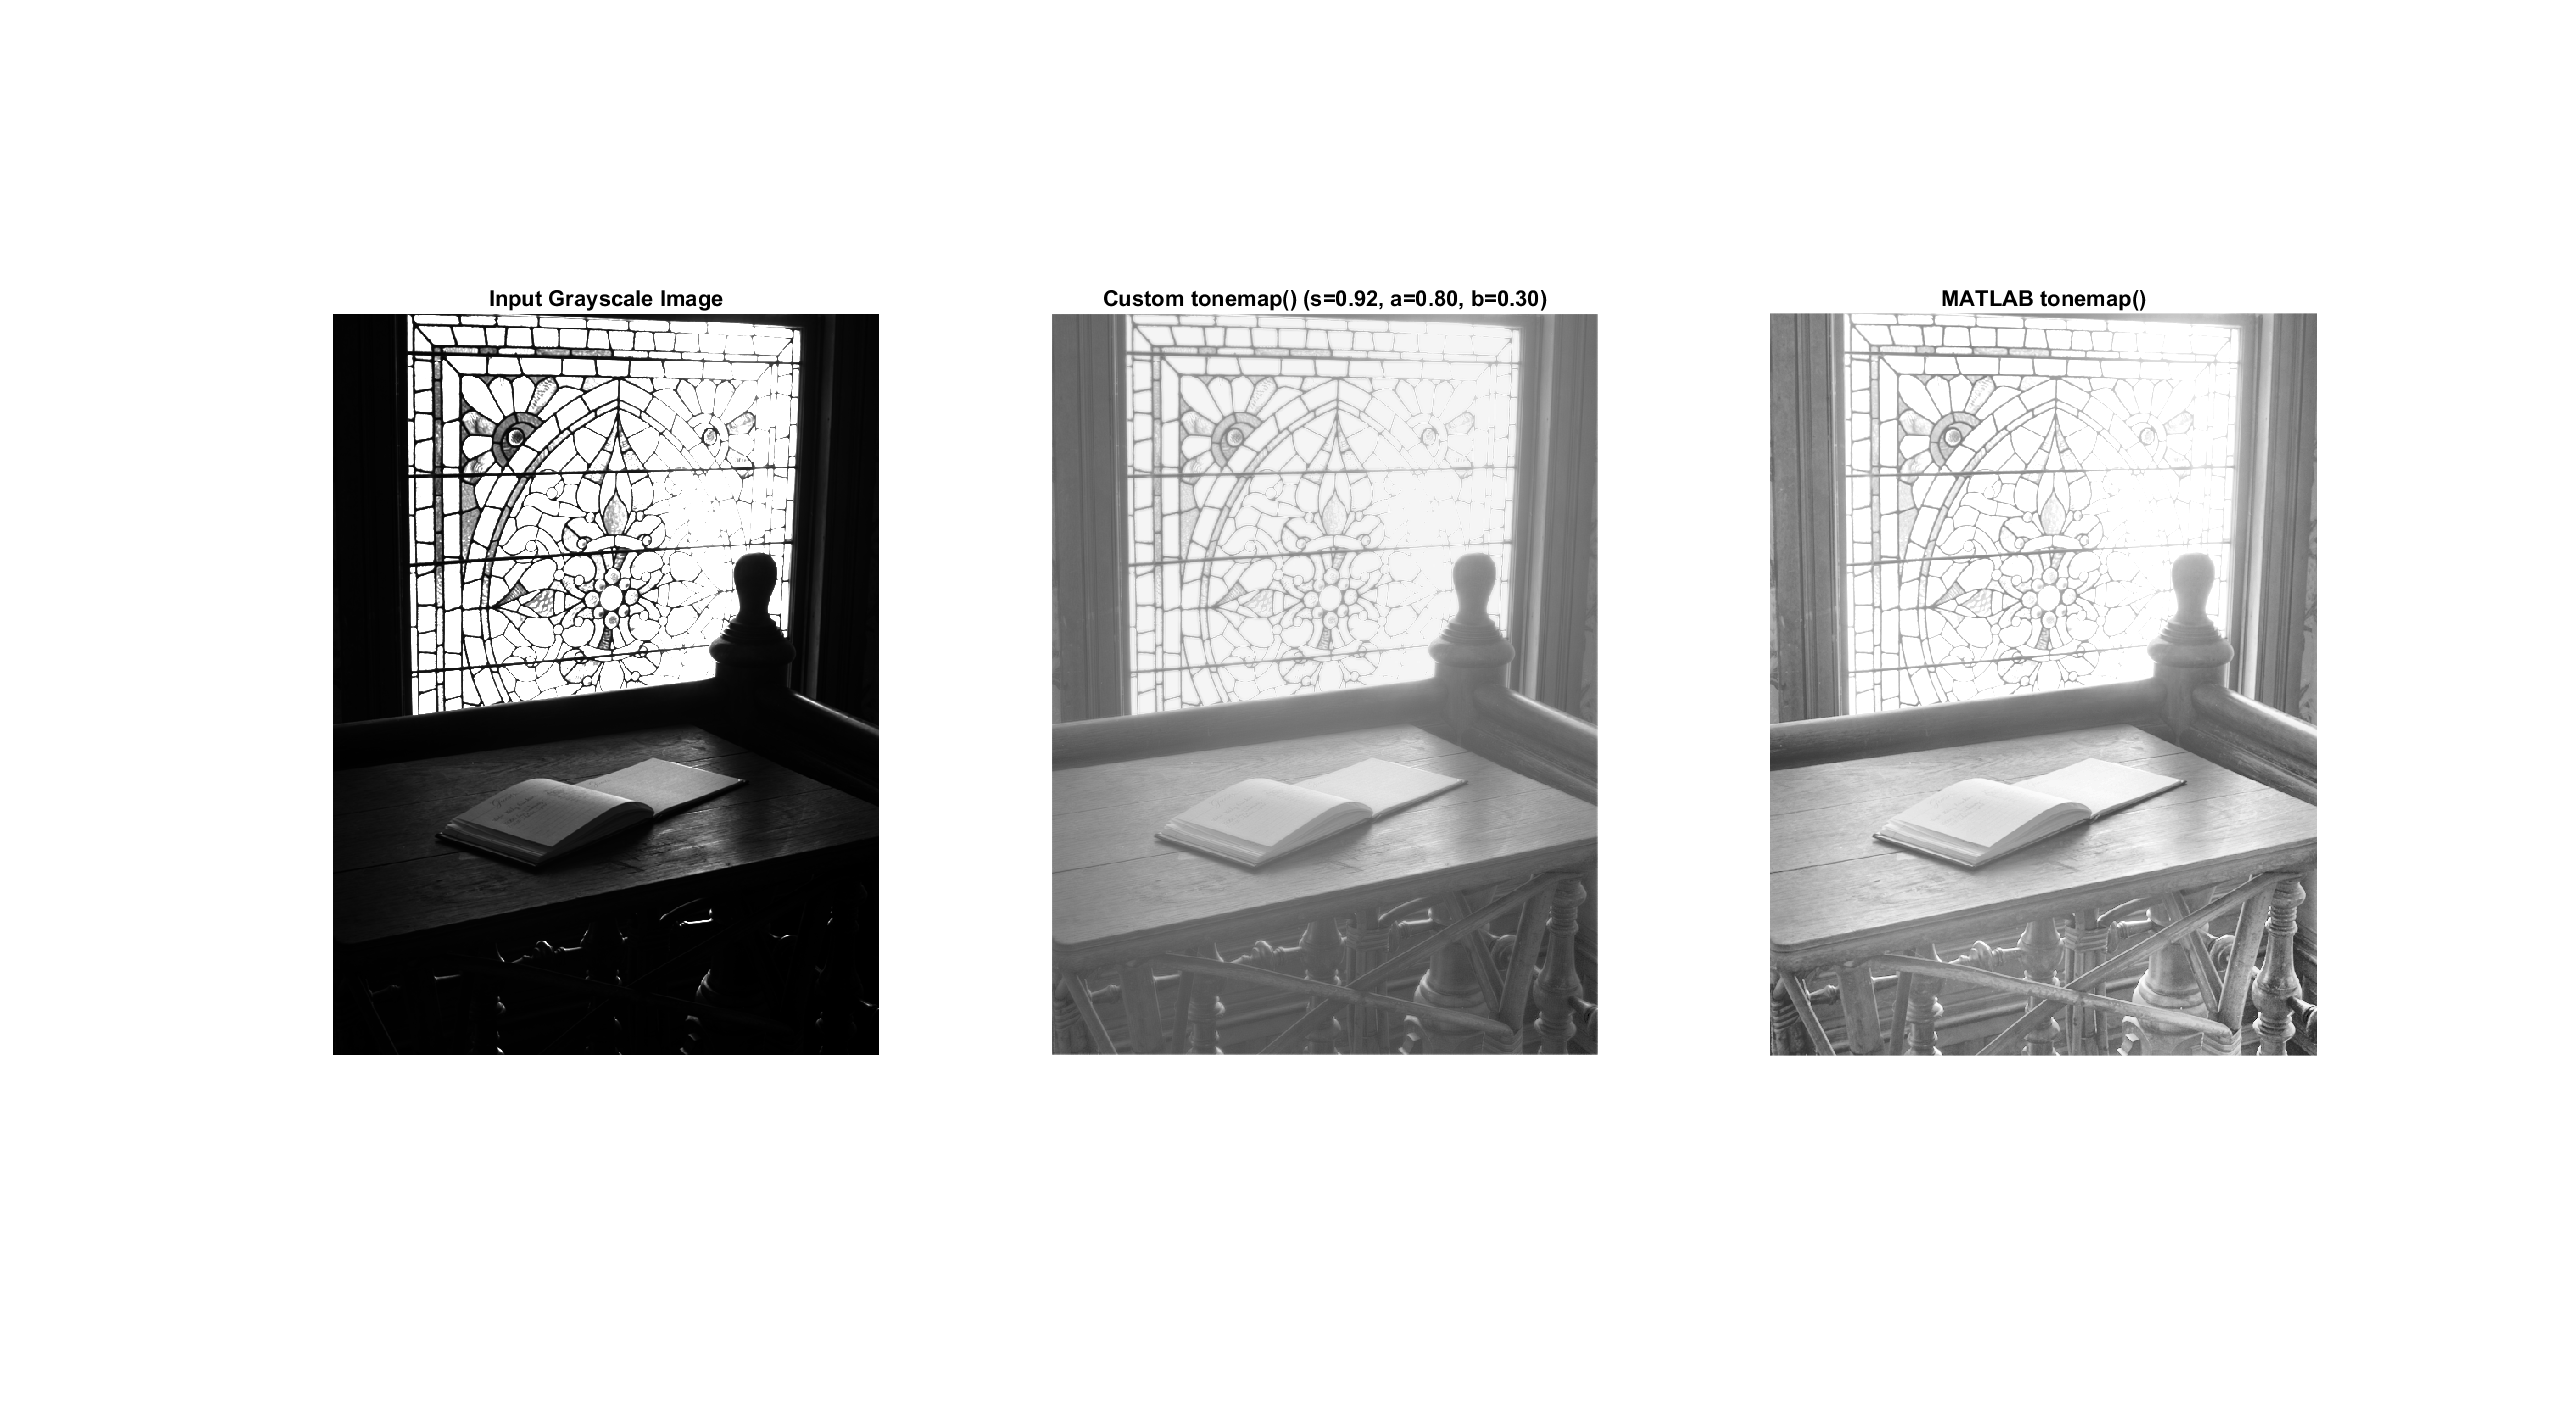 Input Grayscale Image
Custom tonemap() (s=0.92, a=0.80, b=0.30)
MATLAB tonemap()